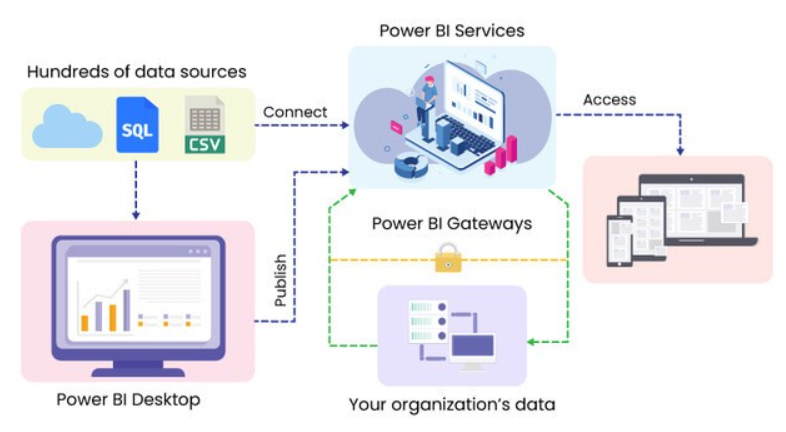 Power BI Services
Hundreds of data sources
SQL
CSV
Connect
Access
Power BI Gateways
Publish
Power BI Desktop
Your organization's data